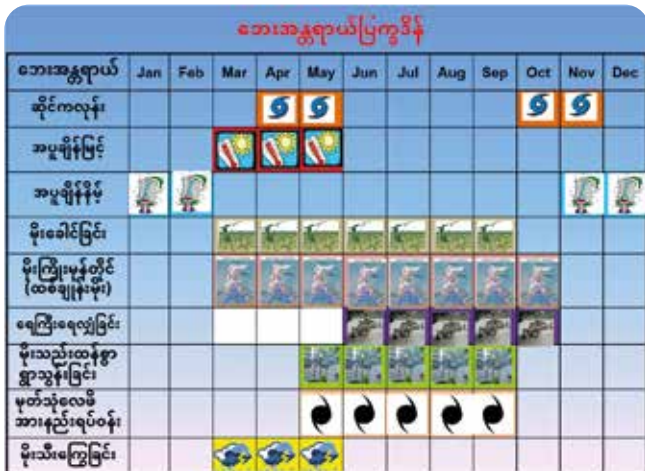 ဘေးအန္တရာယ်ပြက္ခဒိန်
ဘေးအန္တရာယ် Jan Feb Mar Apr May Jun Jul Aug Sep Oct Nov Dec
ဆိုင်ကလုန်း
အပူချိန်မြင့်
အပူချိန်နိမ့်
မိုးခေါင်ခြင်း
မိုးကြိုးမုန်တိုင်း
(ထစ်ချုန်းမိုး)
ရေကြီးရေလျှံခြင်း
မိုးသည်းထန်စွာ
ရွာသွန်းခြင်း
မုတ်သုံလေဖိ
အားနည်းရပ်ဝန်း
မိုးသီးကြွေခြင်း